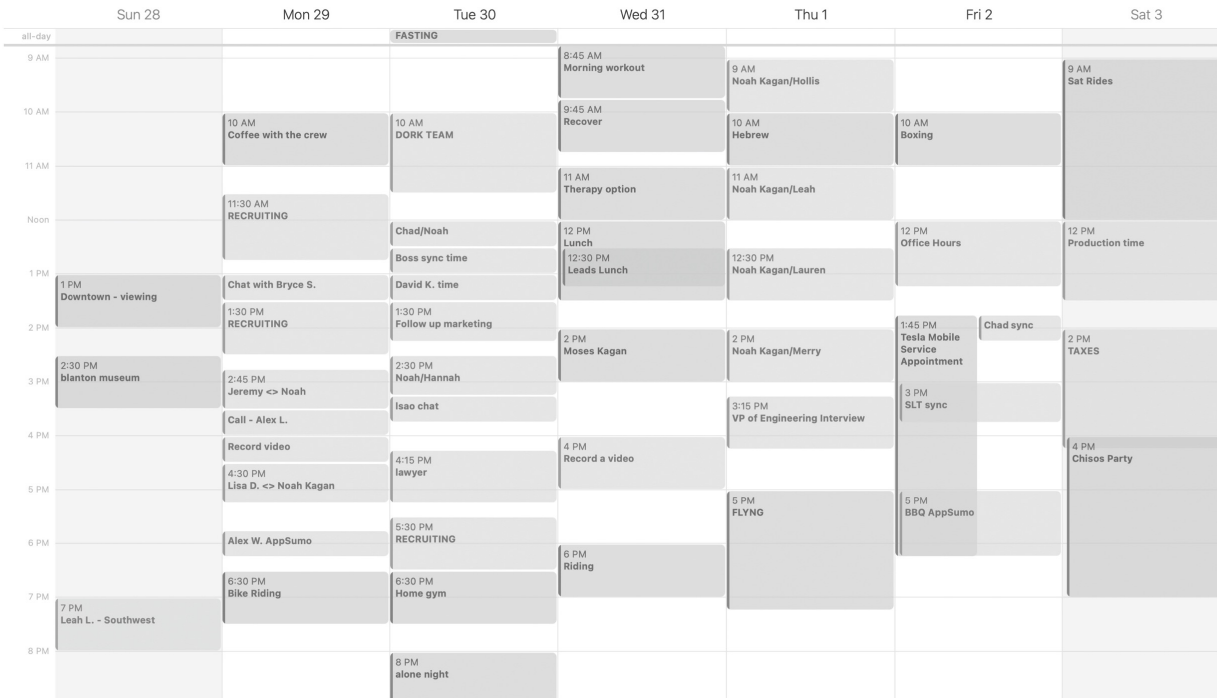 Sun 28
Mon 29
Tue 30
Wed 31
Thu 1
Fri 2
Sat 3
all-day
FASTING
9 AM
10 AM
11 AM
Noon
1 PM
2 PM
3 PM
4 PM
5 PM
6 PM
7 PM
8 PM
1 PM
Downtown - viewing
2:30 PM
blanton museum
7 PM
Leah L. - Southwest
10 AM
Coffee with the crew
11:30 AM
RECRUITING
Chat with Bryce S.
1:30 PM
RECRUITING
2:45 PM
Jeremy <> Noah
Call - Alex L.
Record video
4:30 PM
Lisa D. <> Noah Kagan
Alex W. AppSumo
6:30 PM
Bike Riding
10 AM
DORK TEAM
Chad/Noah
Boss sync time
David K. time
1:30 PM
Follow up marketing
2:30 PM
Noah/Hannah
Isao chat
4:15 PM
lawyer
5:30 PM
RECRUITING
6:30 PM
Home gym
8 PM
alone night
8:45 AM
Morning workout
9:45 AM
Recover
11 AM
Therapy option
12 PM
Lunch
12:30 PM
Leads Lunch
2 PM
Moses Kagan
4 PM
Record a video
6 PM
Riding
9 AM
Noah Kagan/Hollis
10 AM
Hebrew
11 AM
Noah Kagan/Leah
12:30 PM
Noah Kagan/Lauren
2 PM
Noah Kagan/Merry
3:15 PM
VP of Engineering Interview
5 PM
FLYNG
10 AM
Boxing
12 PM
Office Hours
1:45 PM
Tesla Mobile
Service
Appointment
Chad sync
3 PM
SLT sync
5 PM
BBQ AppSumo
9 AM
Sat Rides
12 PM
Production time
2 PM
TAXES
4 PM
Chisos Party